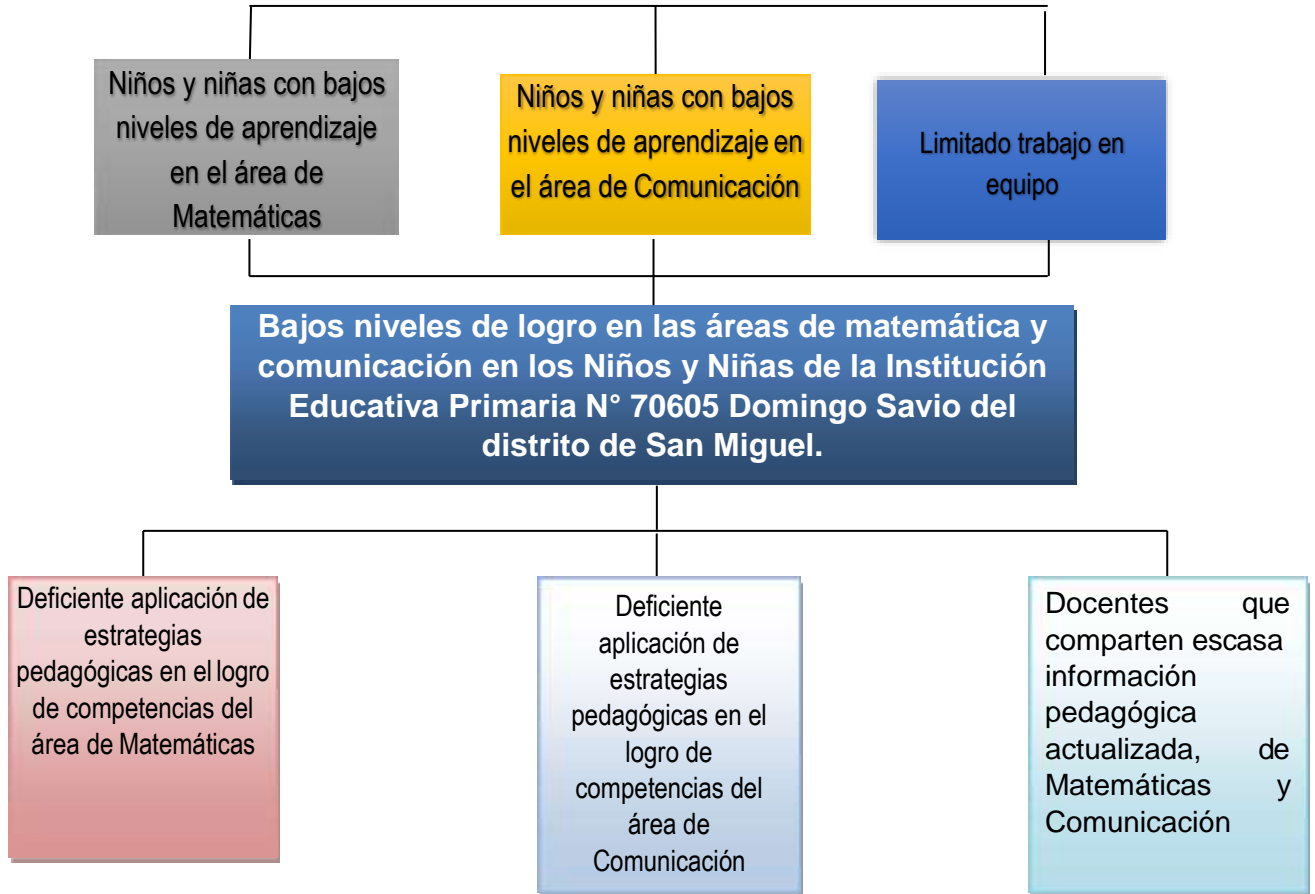 Niños y niñas con bajos
niveles de aprendizaje
en el área de
Matemáticas
Niños y niñas con bajos
niveles de aprendizaje en
el área de Comunicación
Limitado trabajo en
equipo
Bajos niveles de logro en las áreas de matemática y
comunicación en los Niños y Niñas de la Institución
Educativa Primaria N° 70605 Domingo Savio del
distrito de San Miguel.
Deficiente aplicación de
estrategias
pedagógicas en el logro
de competencias del
área de Matemáticas
Deficiente
aplicación de
estrategias
pedagógicas en el
logro de
competencias del
área de
Comunicación
Docentes que
comparten escasa
información
pedagógica
actualizada, de
Matemáticas y
Comunicación